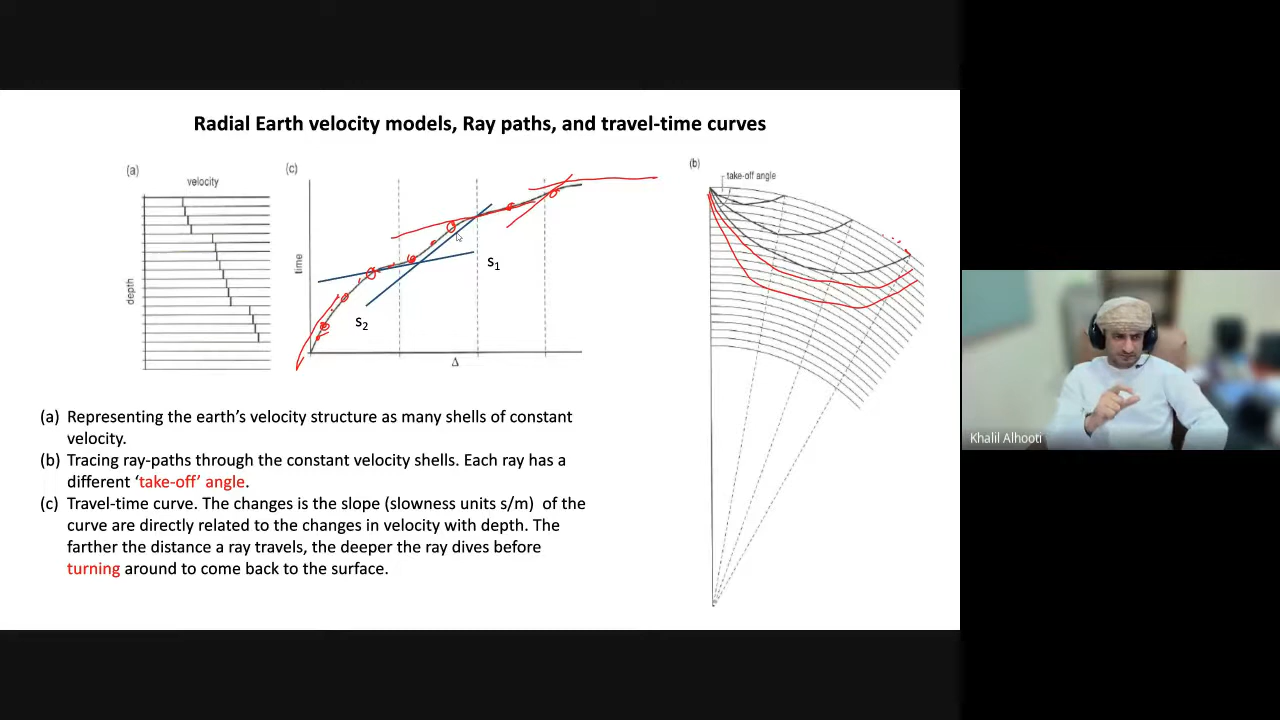 Radial Earth velocity models, Ray paths, and travel-time curves
(a)
velocity
depth
(c)
time
s1
s2
Δ
(b)
take-off angle
i
(a) Representing the earth's velocity structure as many shells of constant
velocity.
(b) Tracing ray-paths through the constant velocity shells. Each ray has a
different 'take-off' angle.
(c) Travel-time curve. The changes is the slope (slowness units s/m) of the
curve are directly related to the changes in velocity with depth. The
farther the distance a ray travels, the deeper the ray dives before
turning around to come back to the surface.
Khalil Alhooti